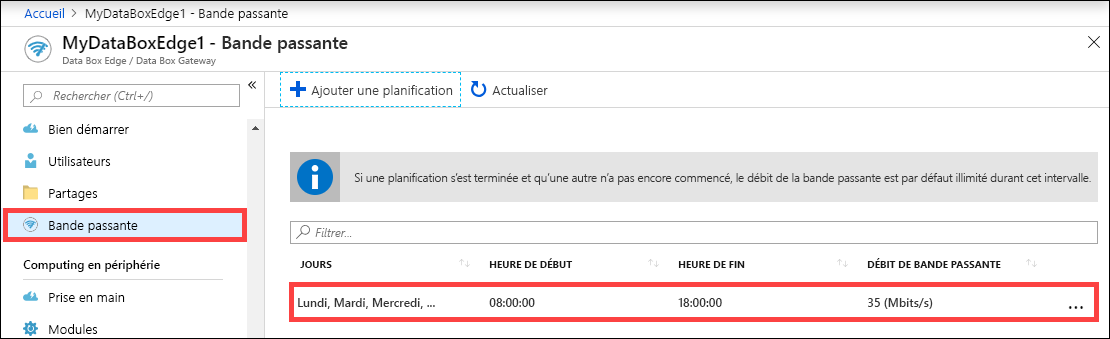 Accueil > MyDataBoxEdge1 - Bande passante
MyDataBoxEdge1 - Bande passante
Data Box Edge / Data Box Gateway
Rechercher (Ctrl+/)
Bien démarrer
Utilisateurs
Partages
Bande passante
Computing en périphérie
Prise en main
Modules
Ajouter une planification Actualiser
Si une planification s'est terminée et qu'une autre n'a pas encore commencé, le débit de la bande passante est par défaut illimité durant cet intervalle.
Filtrer...
JOURS HEURE DE DÉBUT HEURE DE FIN DÉBIT DE BANDE PASSANTE
Lundi, Mardi, Mercredi, ... 08:00:00 18:00:00 35 (Mbits/s) ...